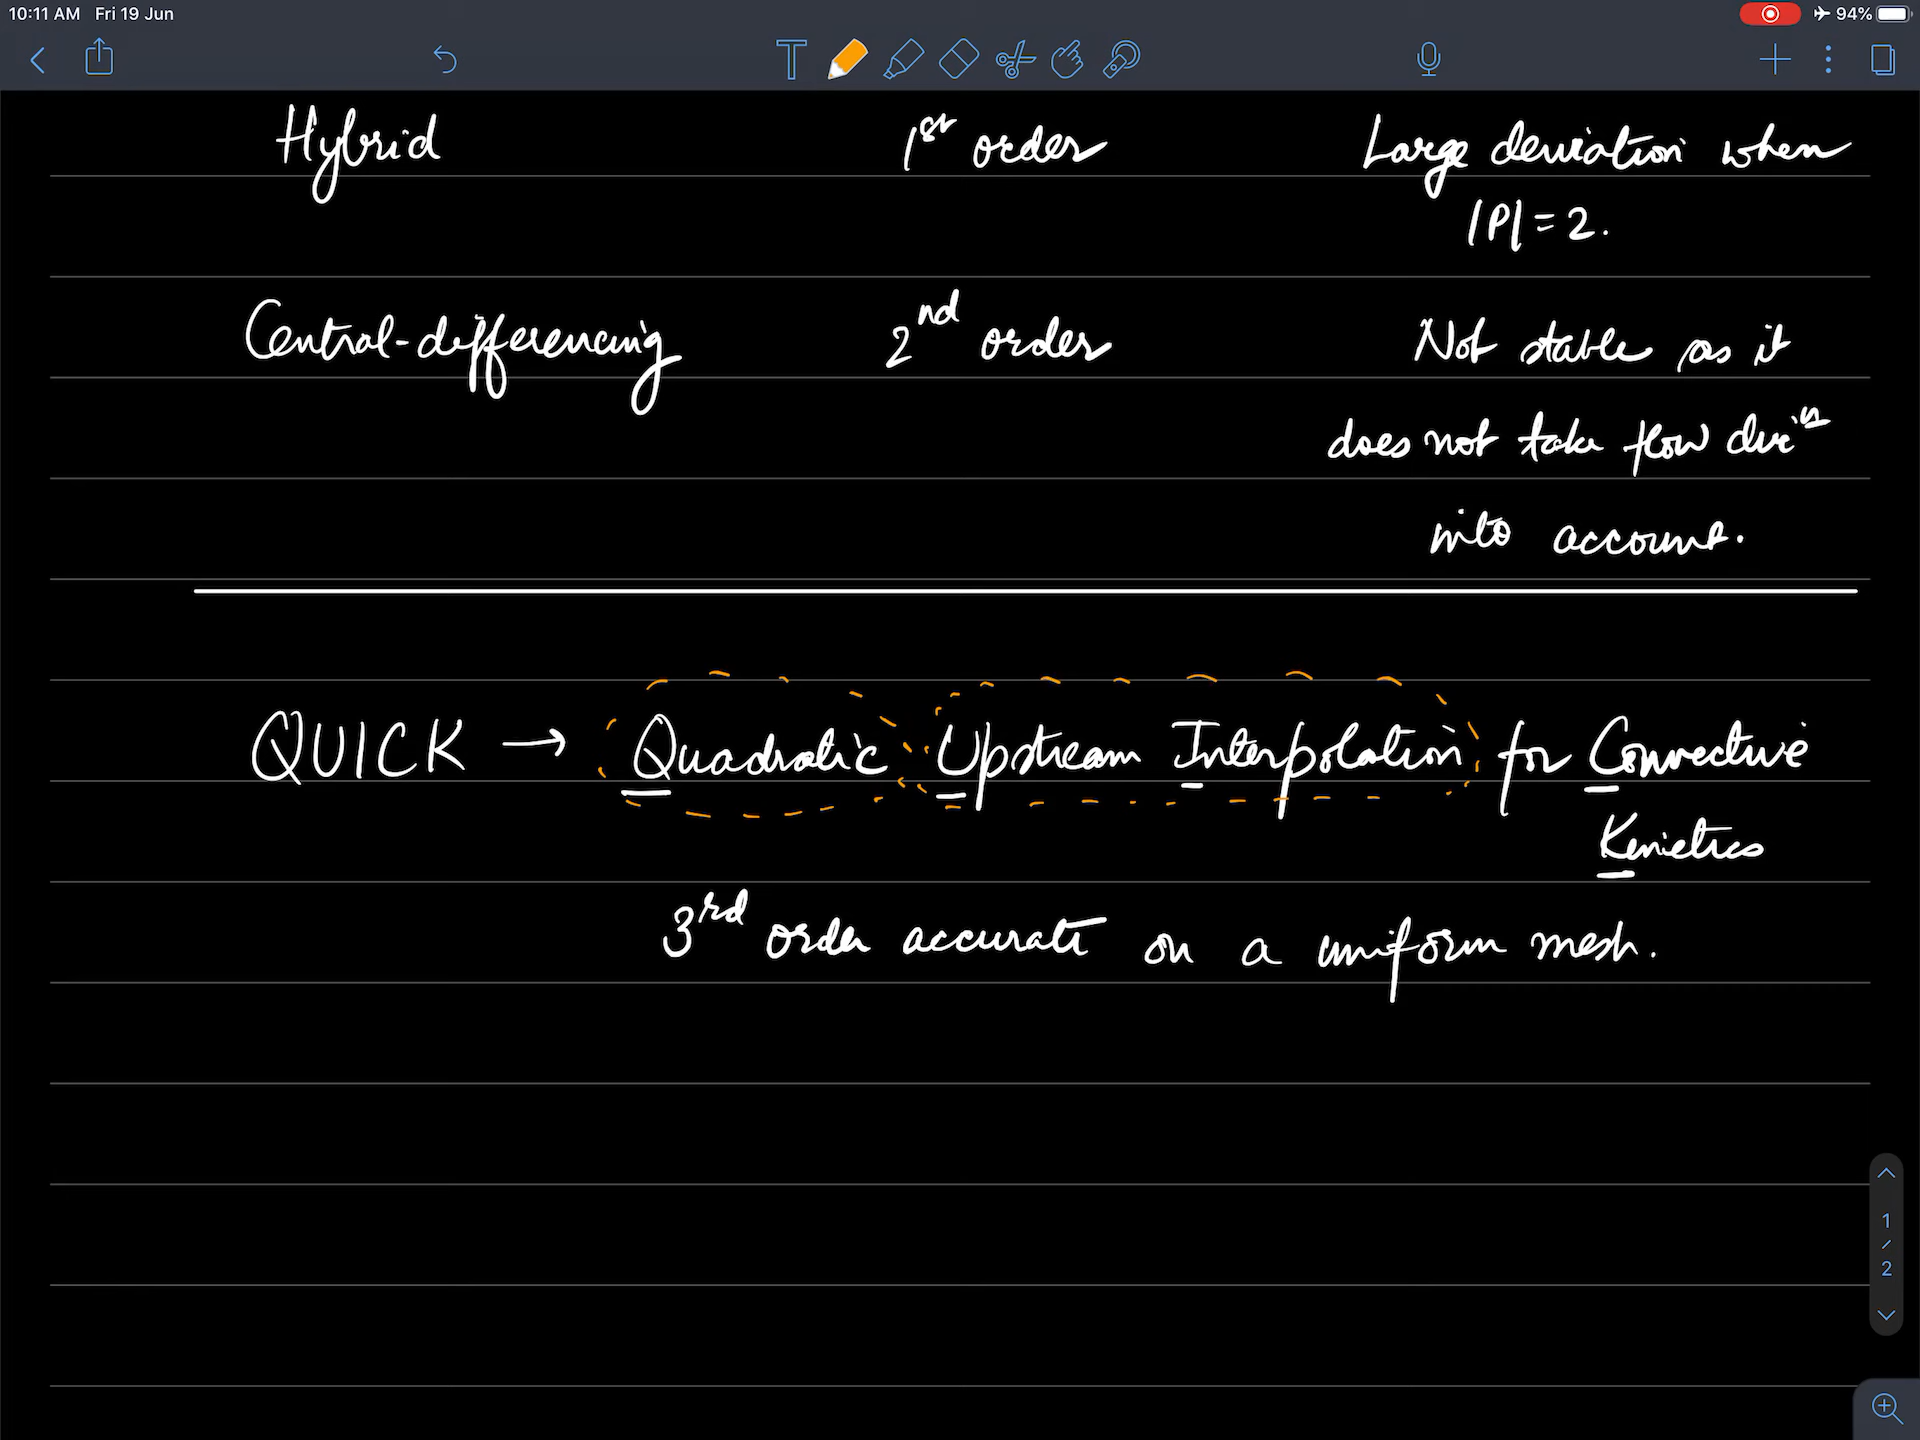 10:11 AM Fri 19 Jun 94%
Hybrid 1st order Large deviation when
|P| = 2.
Central-differencing 2nd order Not stable as it
does not take flow dirⁿ
into account.
QUICK → Quadratic Upstream Interpolation for Convective
Kenietics
3rd order accurate on a uniform mesh.
1
/
2